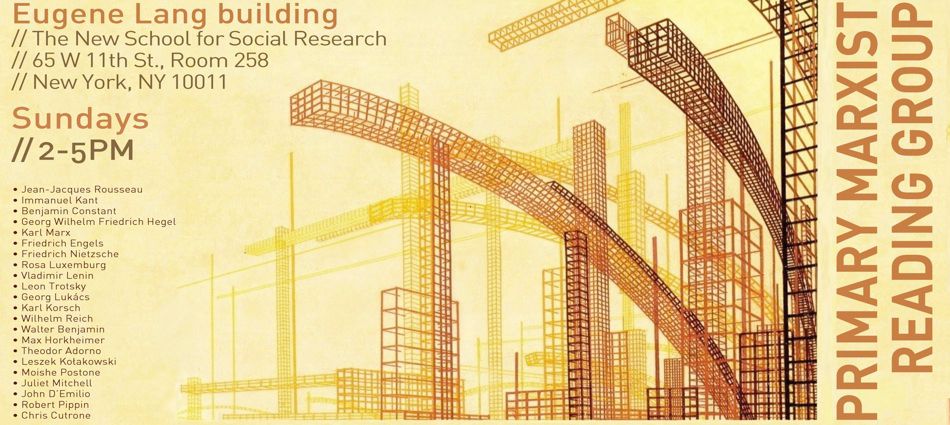 Eugene Lang building
// The New School for Social Research
// 65 W 11th St., Room 258
// New York, NY 10011
Sundays
// 2-5PM
• Jean-Jacques Rousseau
• Immanuel Kant
• Benjamin Constant
• Georg Wilhelm Friedrich Hegel
• Karl Marx
• Friedrich Engels
• Friedrich Nietzsche
• Rosa Luxemburg
• Vladimir Lenin
• Leon Trotsky
• Georg Lukács
• Karl Korsch
• Wilhelm Reich
• Walter Benjamin
• Max Horkheimer
• Theodor Adorno
• Leszek Kołakowski
• Moishe Postone
• Juliet Mitchell
• John D'Emilio
• Robert Pippin
• Chris Cutrone
PRIMARY MARXIST
READING GROUP